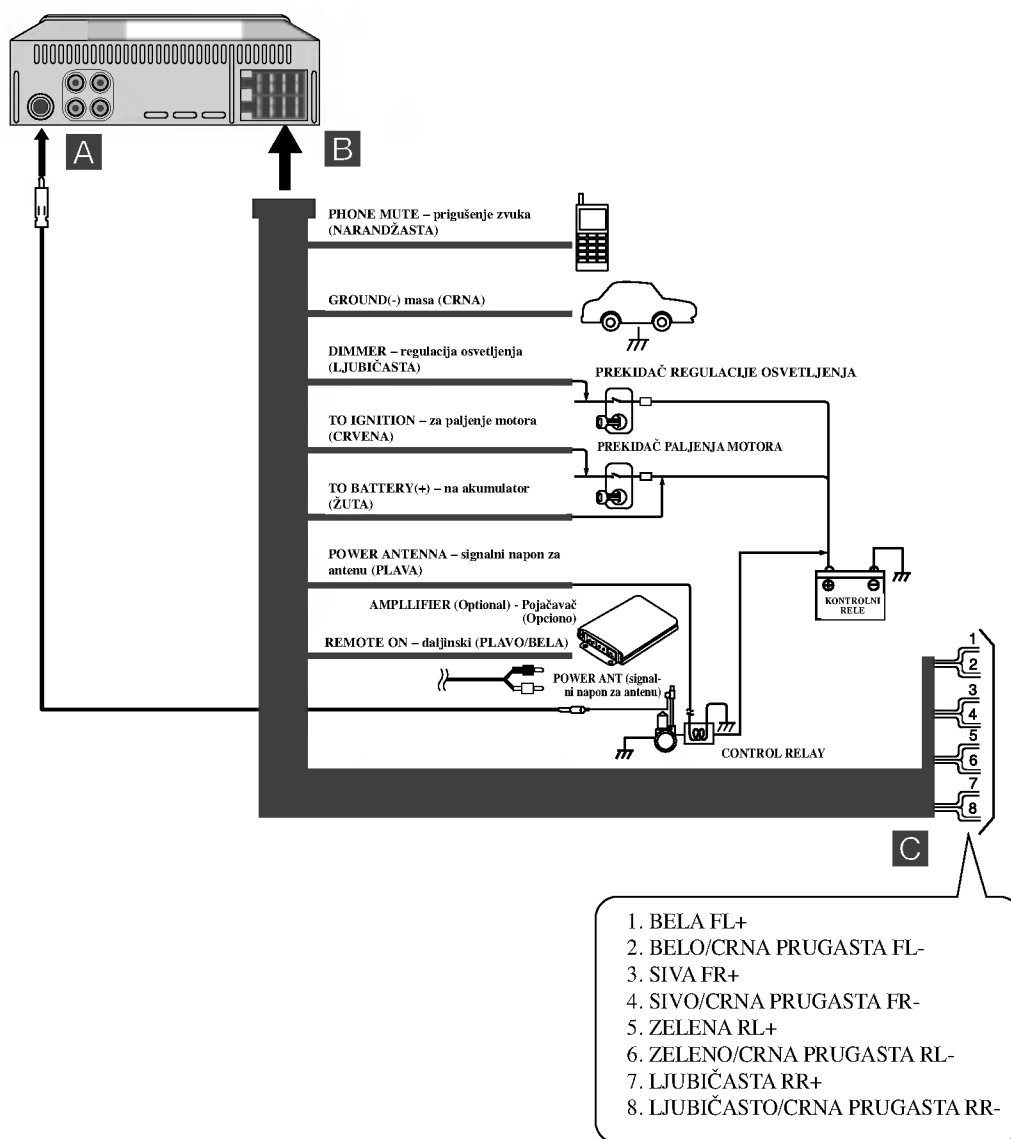 A
B
PHONE MUTE – prigušenje zvuka
(NARANDŽASTA)
GROUND(-) masa (CRNA)
DIMMER – regulacija osvetljenja
(LJUBIČASTA)
PREKIDAČ REGULACIJE OSVETLJENJA
TO IGNITION – za paljenje motora
(CRVENA)
PREKIDAČ PALJENJA MOTORA
TO BATTERY(+) – na akumulator
(ŽUTA)
POWER ANTENNA – signalni napon za
antenu (PLAVA)
KONTROLNI
RELE
AMPLLIFIER (Optional) - Pojačavač
(Opciono)
REMOTE ON – daljinski (PLAVO/BELA)
POWER ANT (signal-
ni napon za antenu)
CONTROL RELAY
1
2
3
4
5
6
7
8
C
1. BELA FL+
2. BELO/CRNA PRUGASTA FL-
3. SIVA FR+
4. SIVO/CRNA PRUGASTA FR-
5. ZELENA RL+
6. ZELENO/CRNA PRUGASTA RL-
7. LJUBIČASTA RR+
8. LJUBIČASTO/CRNA PRUGASTA RR-